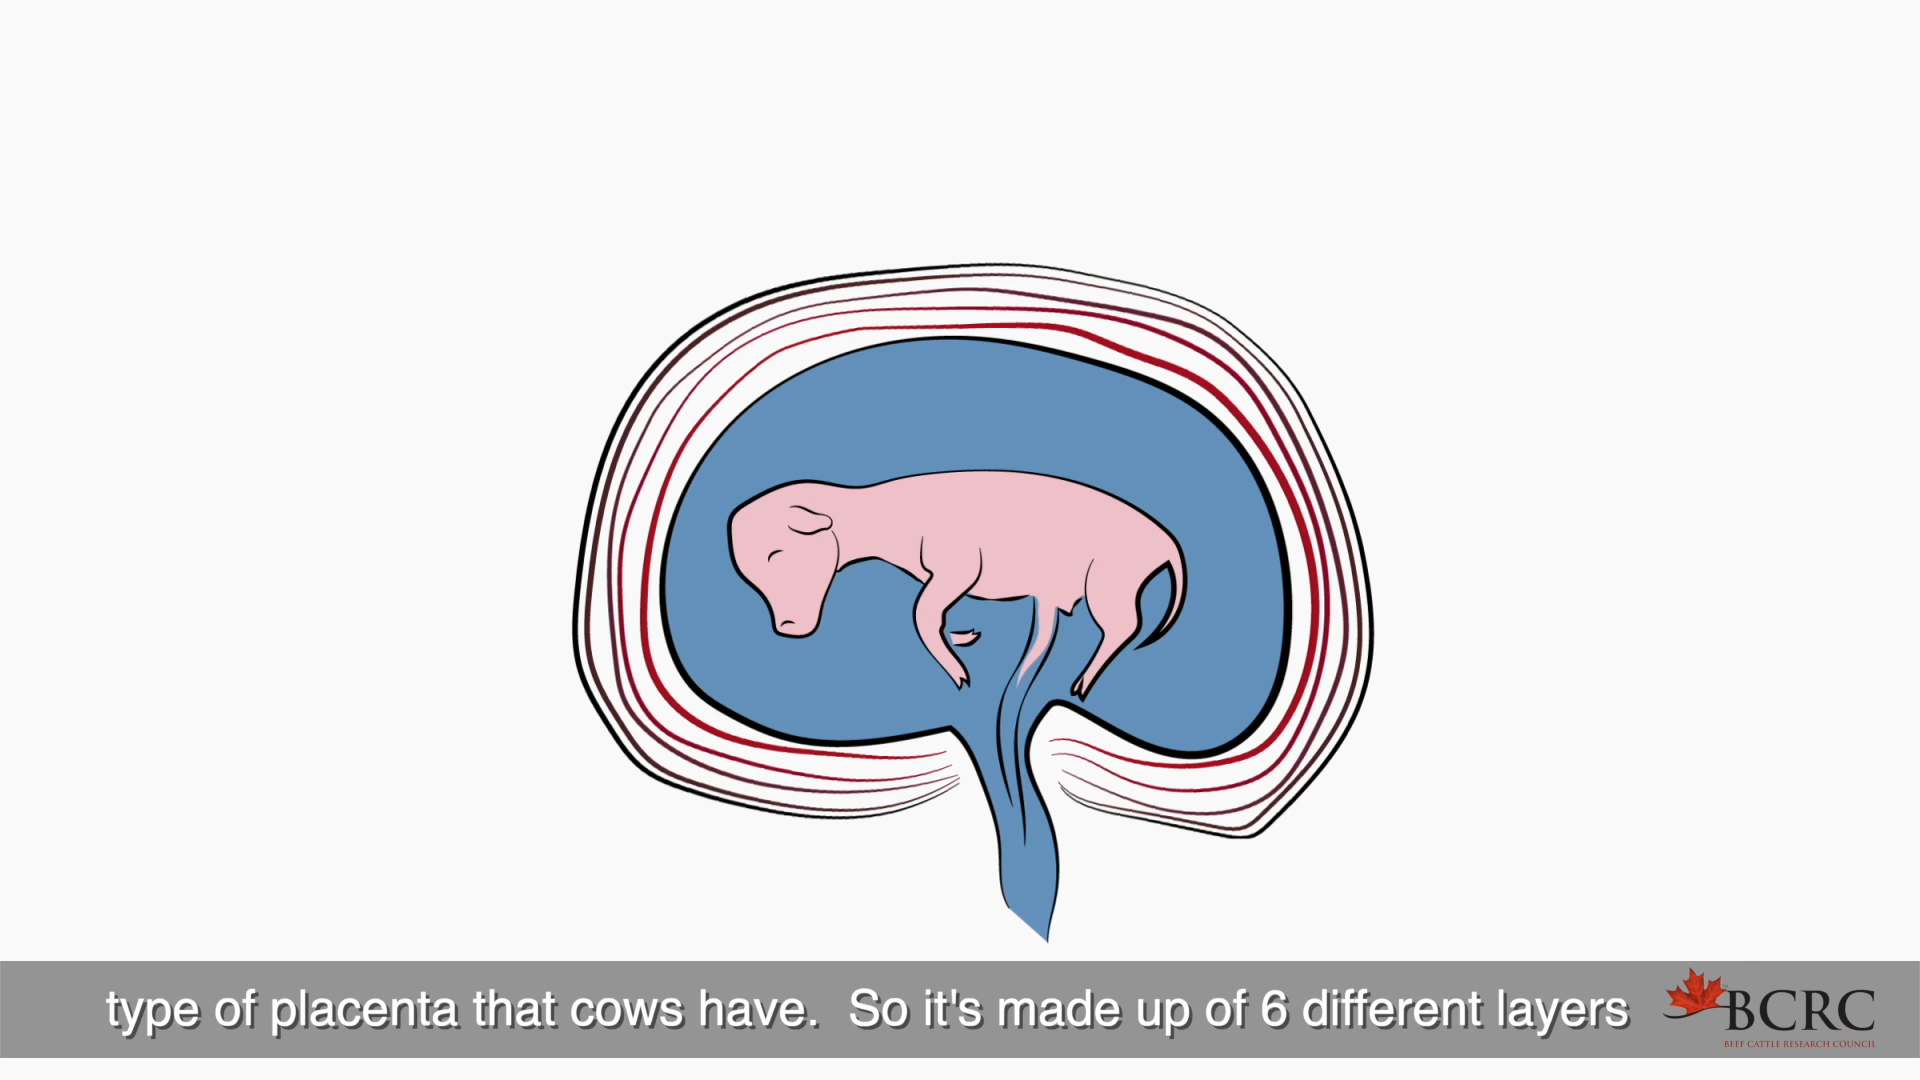 type of placenta that cows have.  So it's made up of 6 different layers
BCRC
BEEF CATTLE RESEARCH COUNCIL